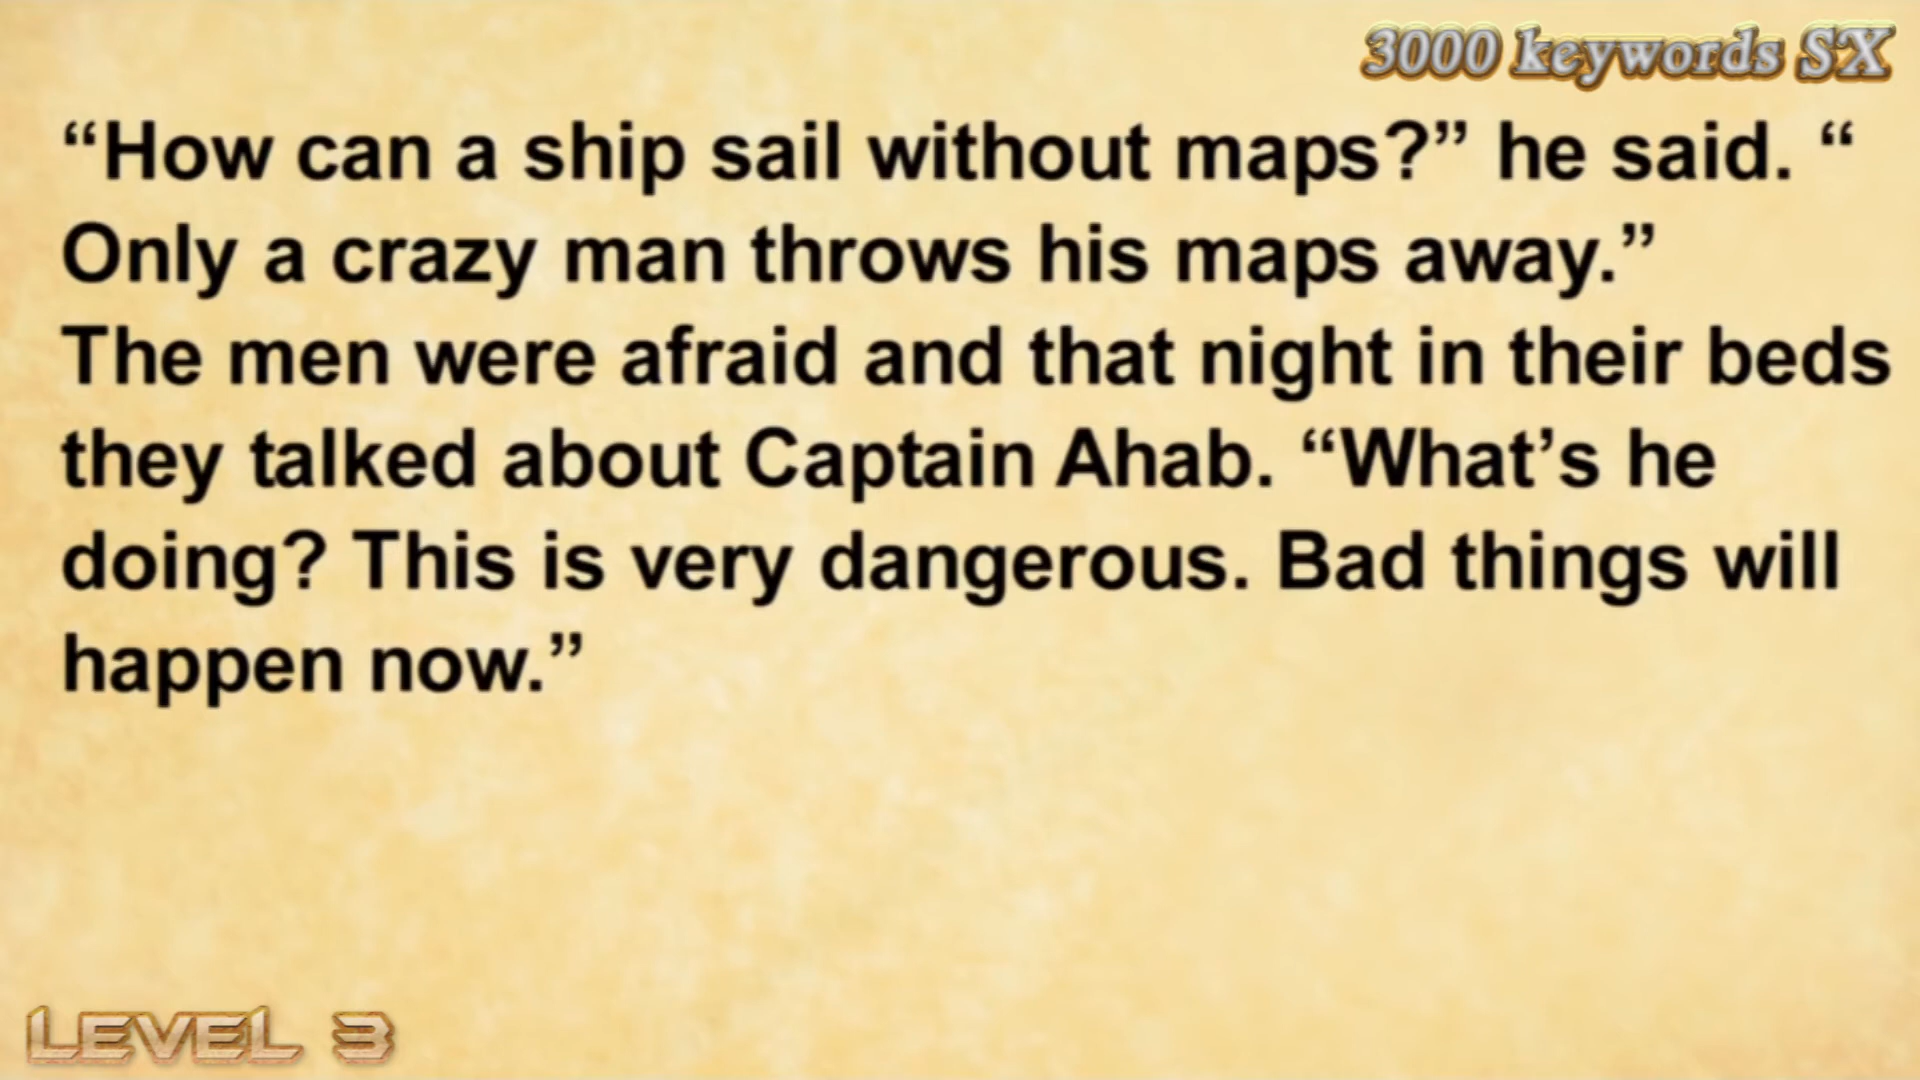 3000 keywords SX
“How can a ship sail without maps?” he said. “
Only a crazy man throws his maps away.”
The men were afraid and that night in their beds
they talked about Captain Ahab. “What’s he
doing? This is very dangerous. Bad things will
happen now.”
LEVEL 3